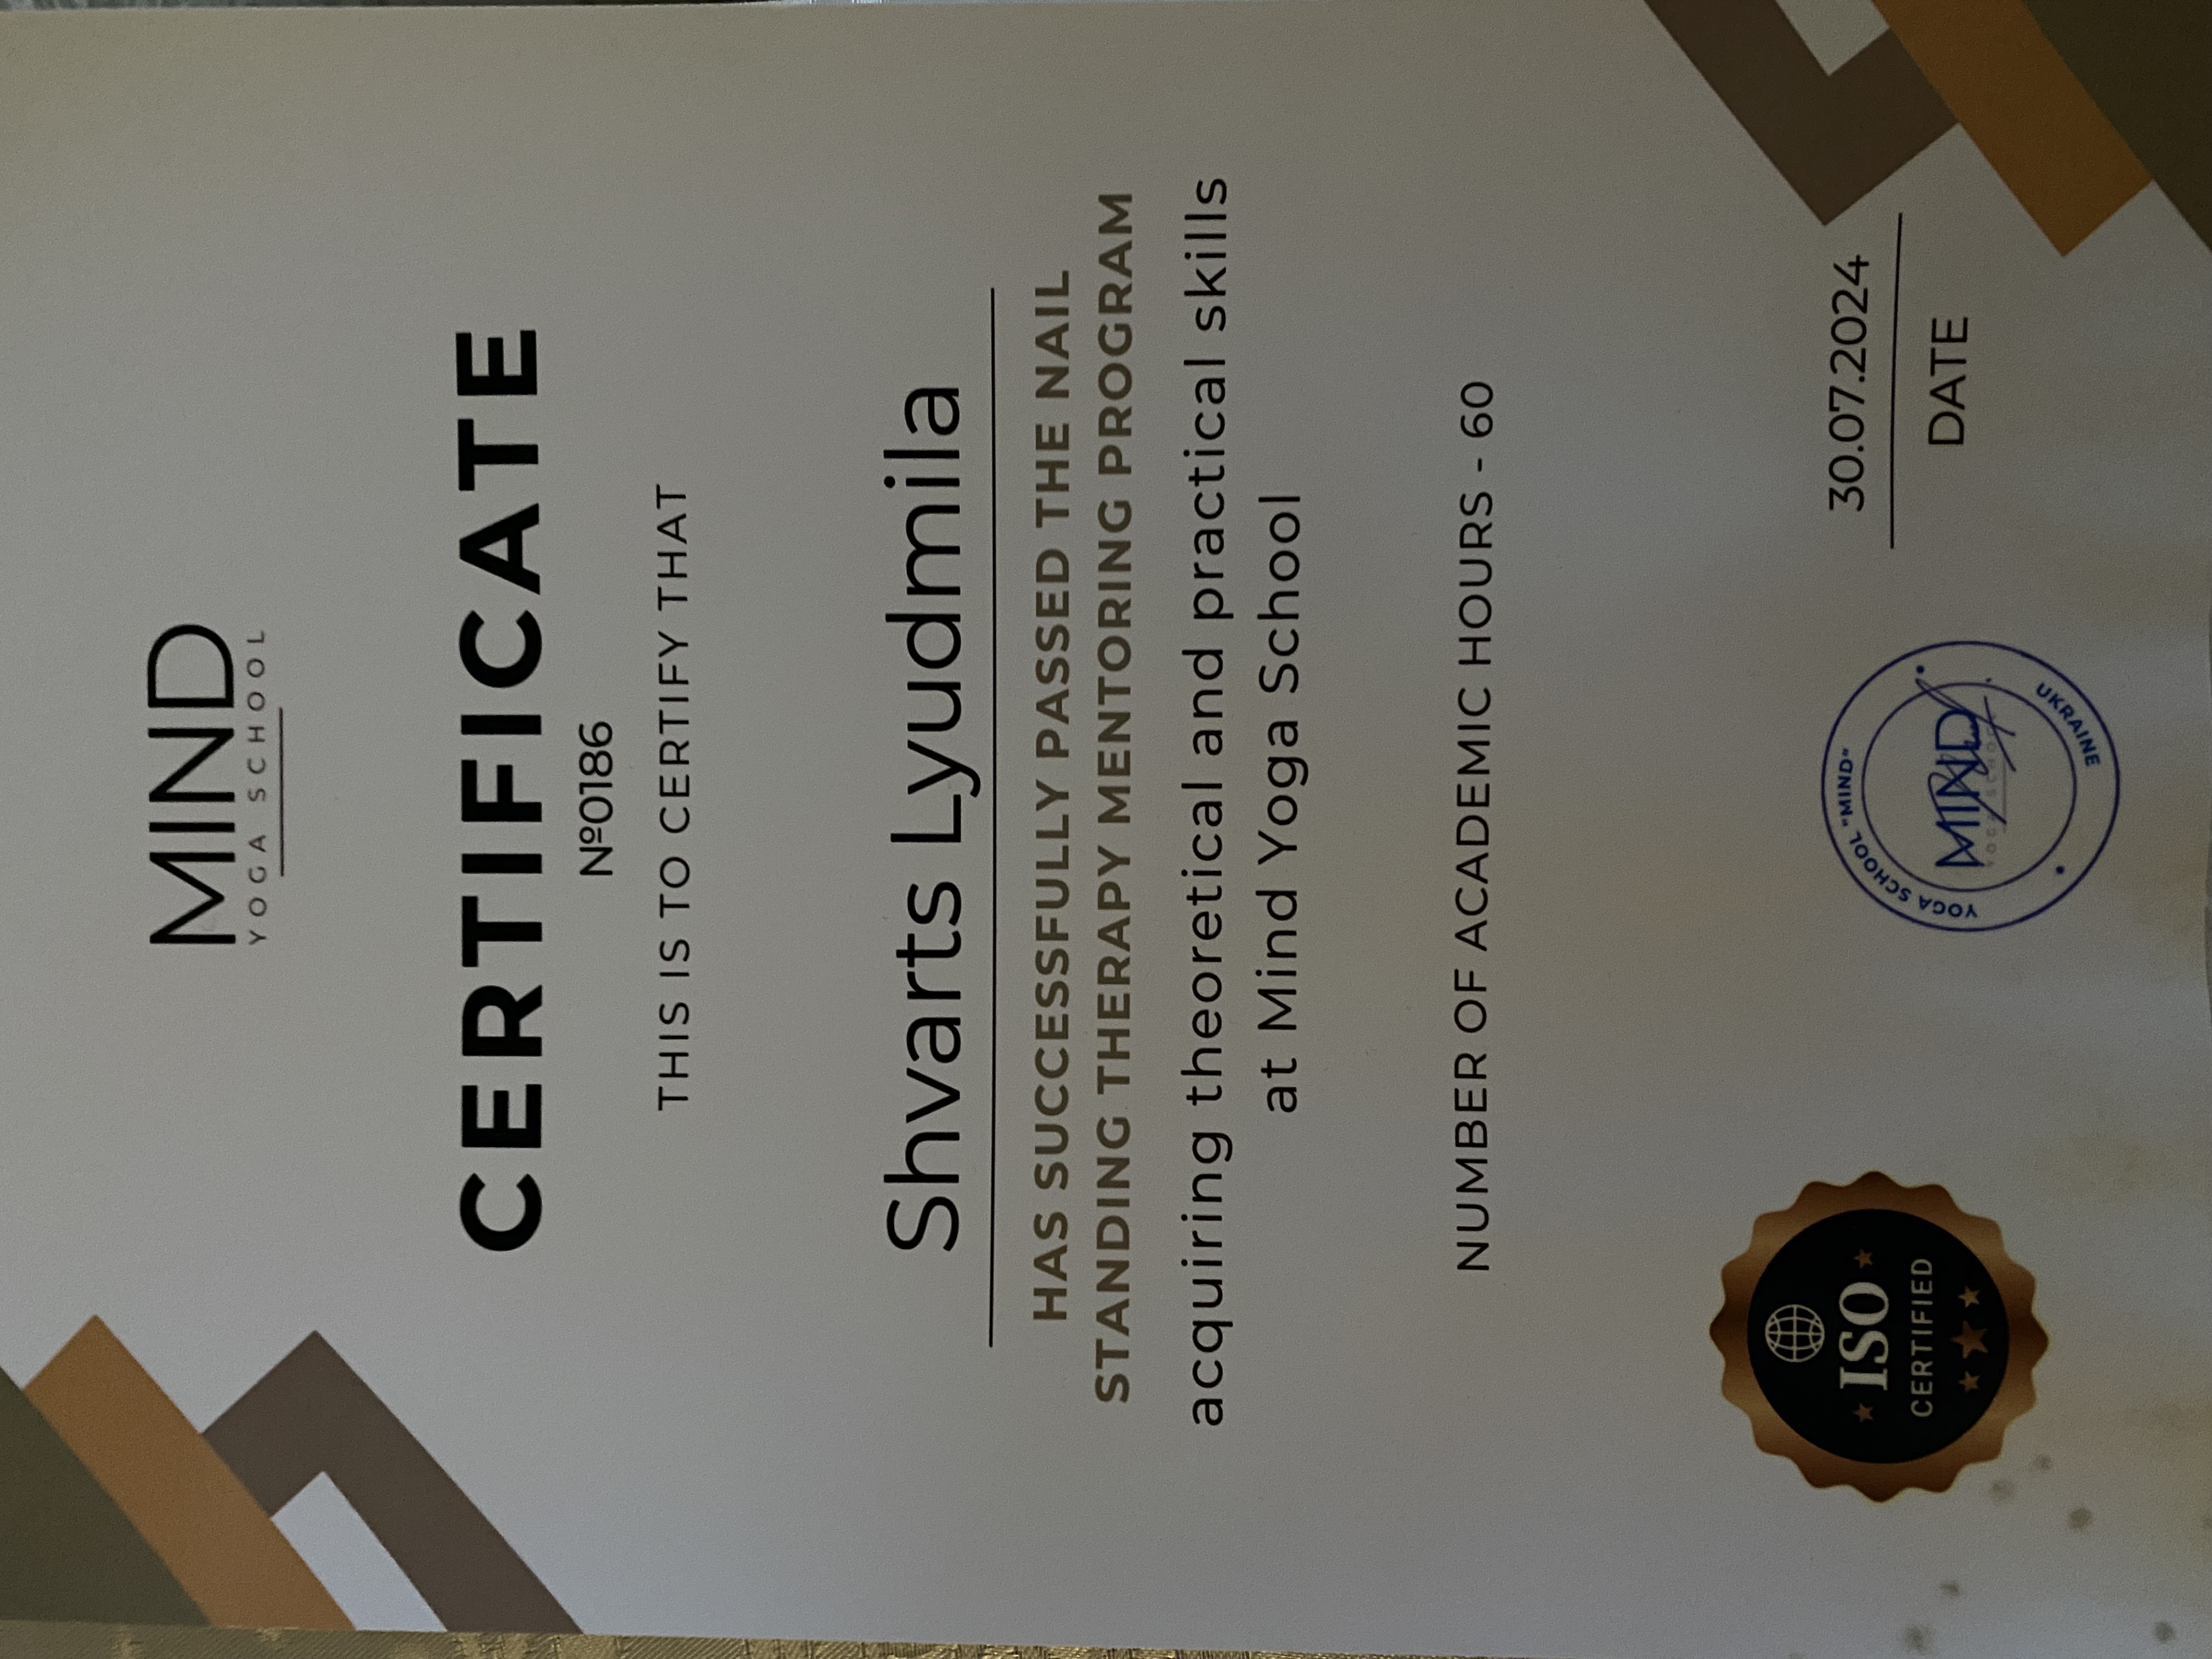 MIND
YOGA SCHOOL
CERTIFICATE
Nº0186
THIS IS TO CERTIFY THAT
Shvarts Lyudmila
HAS SUCCESSFULLY PASSED THE NAIL
STANDING THERAPY MENTORING PROGRAM
acquiring theoretical and practical skills
at Mind Yoga School
NUMBER OF ACADEMIC HOURS - 60
ISO
CERTIFIED
YOGA SCHOOL "MIND"
UKRAINE
MIND
YOGA SCHOOL
30.07.2024
DATE